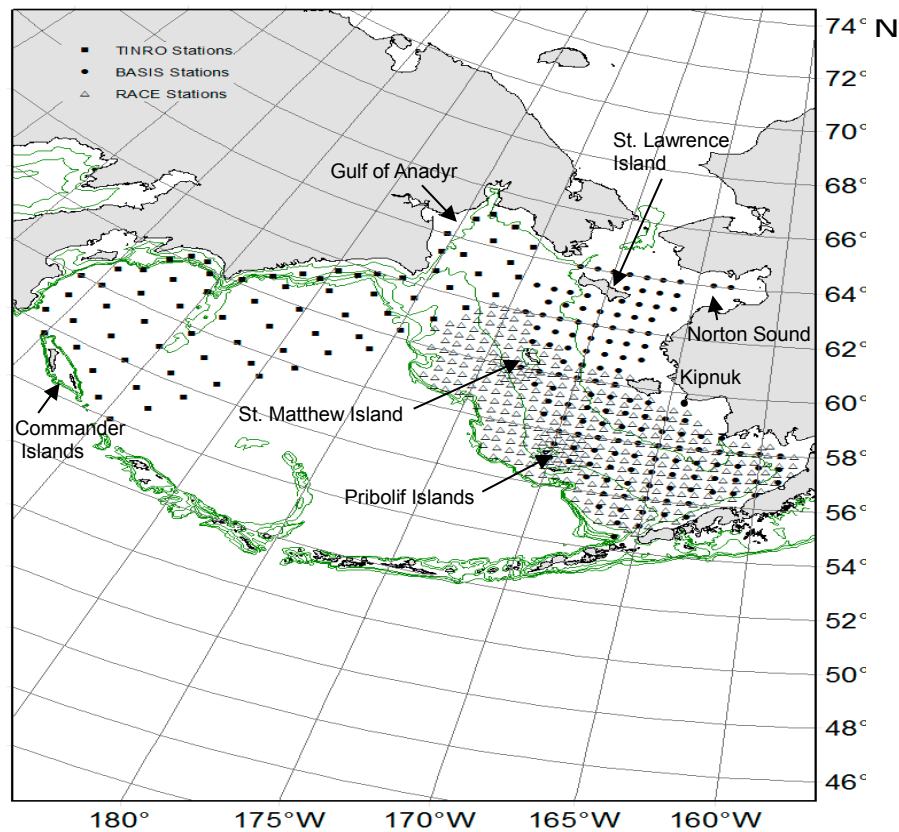 74° N
TINRO Stations
BASIS Stations
RACE Stations
72°
70°
St. Lawrence
Island
Gulf of Anadyr
68°
66°
64°
Norton Sound
62°
Kipnuk
60°
St. Matthew Island
Commander
Islands
58°
Pribolif Islands
56°
54°
52°
50°
48°
46°
180° 175°W 170°W 165°W 160°W